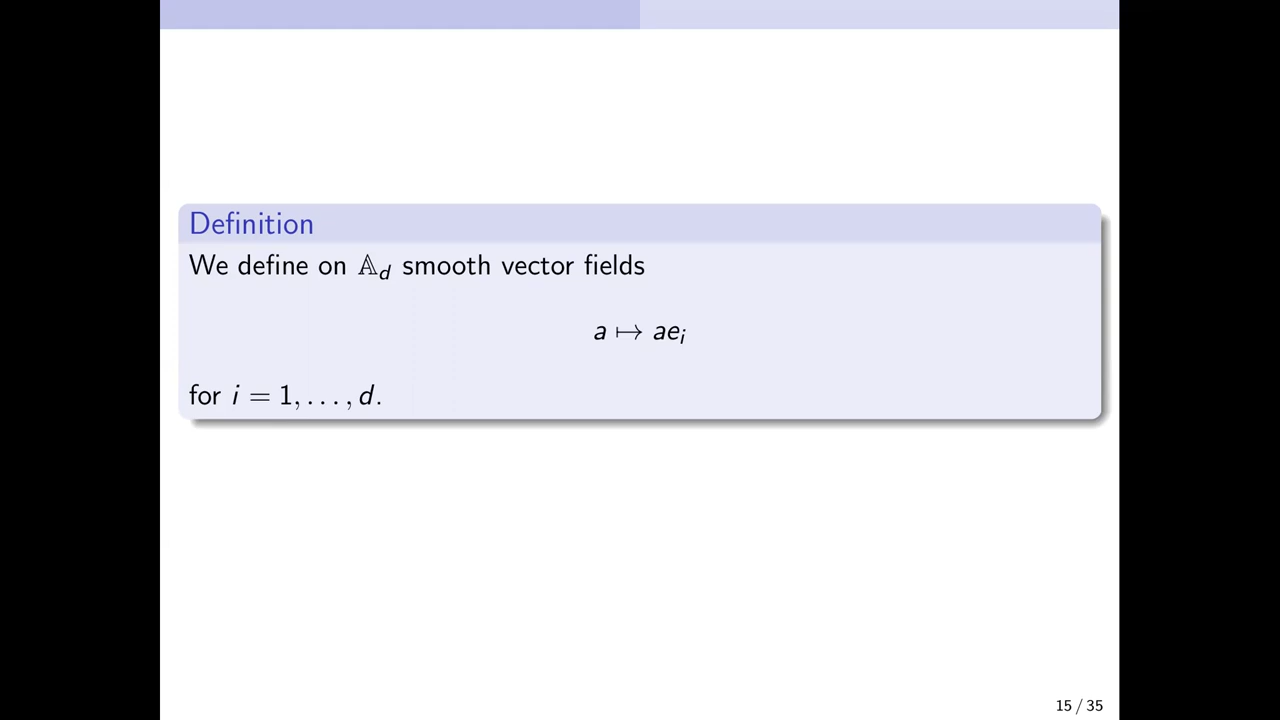 Definition
We define on 𝔸_d smooth vector fields
a ↦ ae_i
for i = 1, . . . , d.
15 / 35